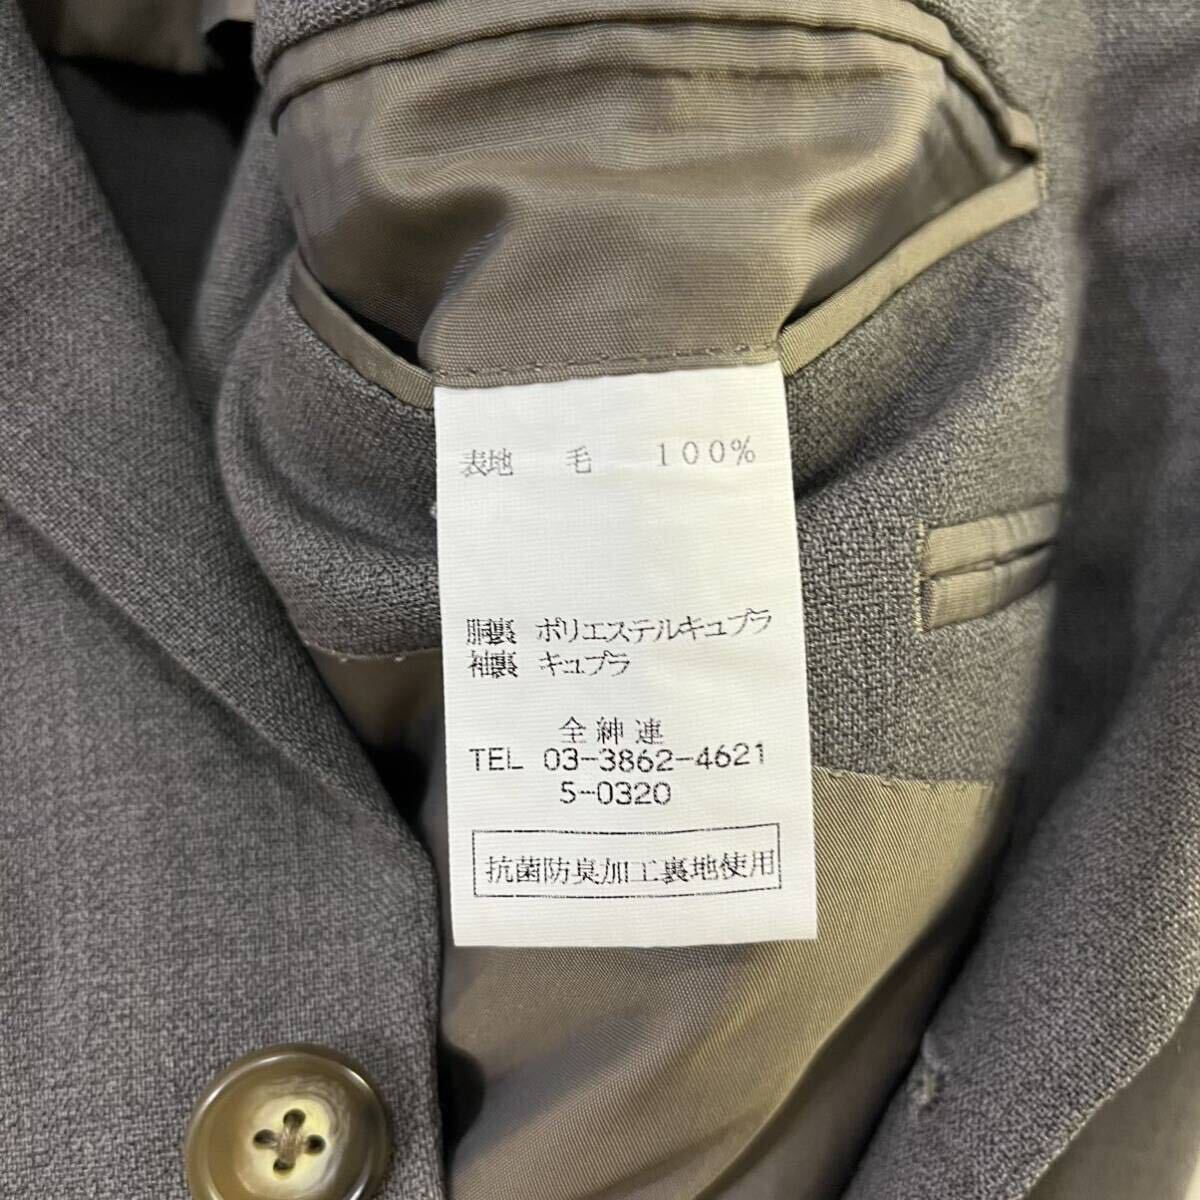 表地 毛 100%
胴裏 ポリエステルキュプラ
袖裏 キュプラ
全紳連
TEL 03-3862-4621
5-0320
抗菌防臭加工裏地使用